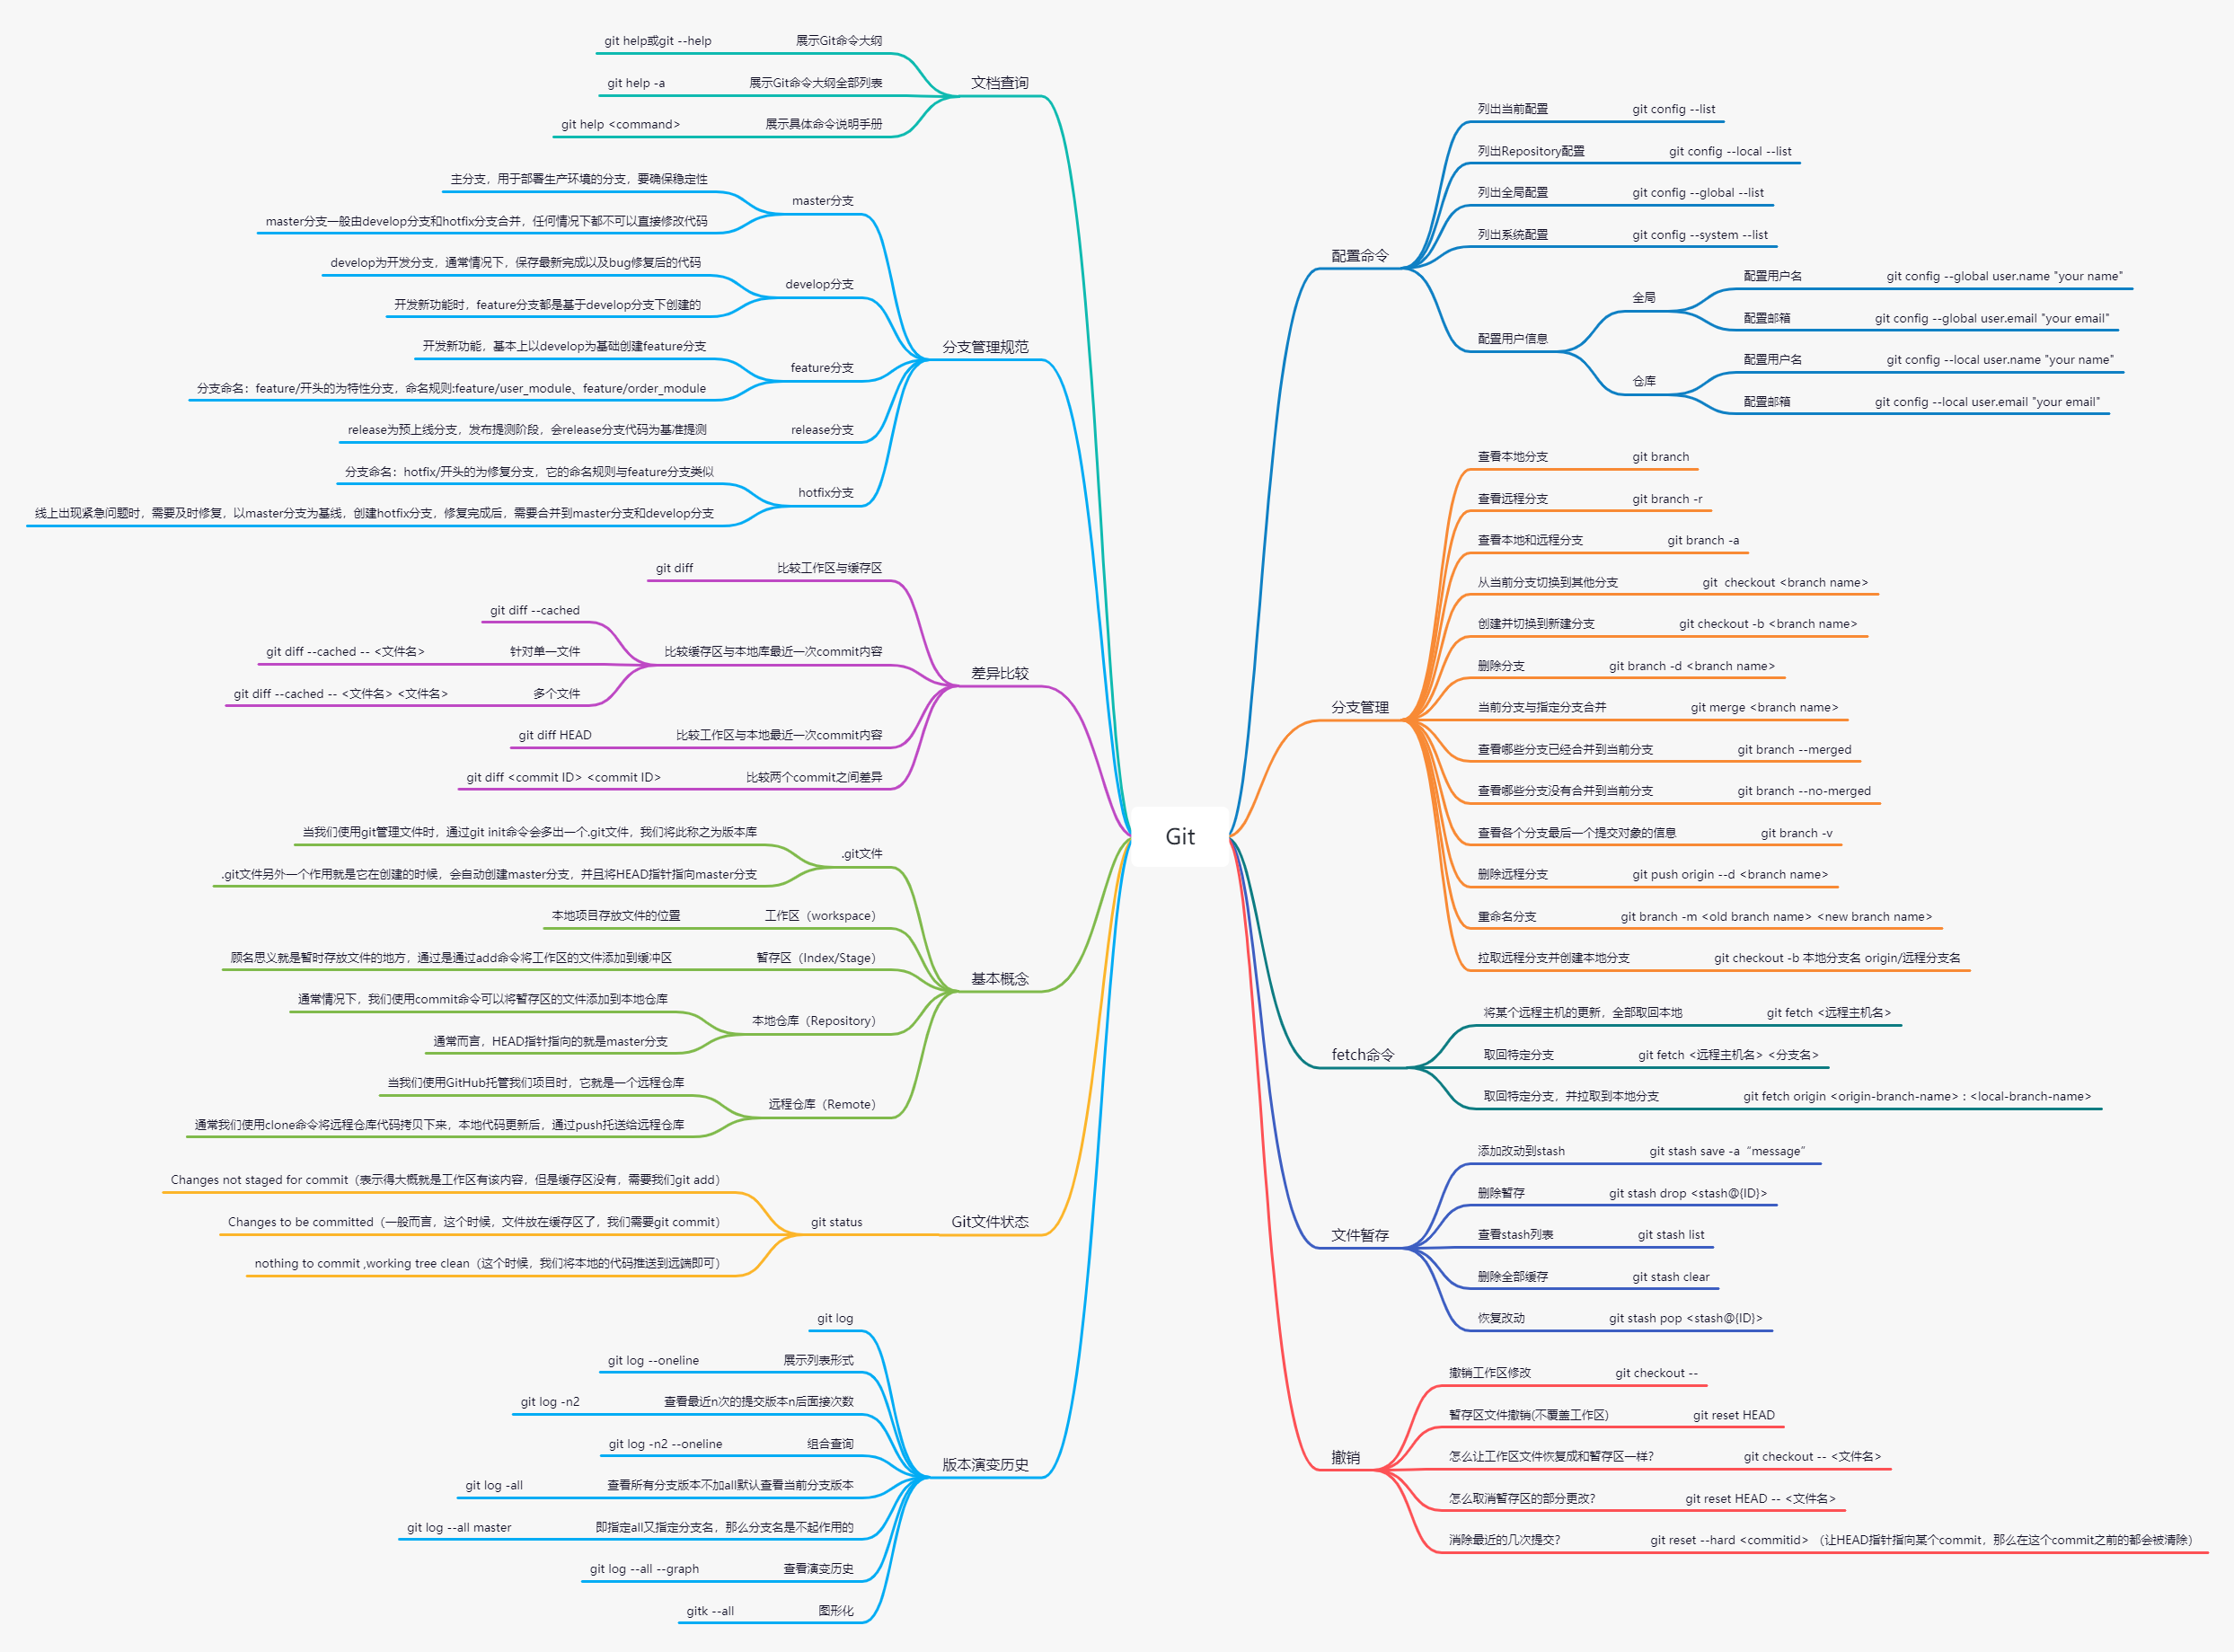 Git
文档查询
git help或git --help
展示Git命令大纲
git help -a
展示Git命令大纲全部列表
git help <command>
展示具体命令说明手册
分支管理规范
master分支
主分支，用于部署生产环境的分支，要确保稳定性
master分支一般由develop分支和hotfix分支合并，任何情况下都不可以直接修改代码
develop分支
develop为开发分支，通常情况下，保存最新完成以及bug修复后的代码
开发新功能时，feature分支都是基于develop分支下创建的
feature分支
开发新功能，基本上以develop为基础创建feature分支
分支命名：feature/开头的为特性分支，命名规则:feature/user_module、feature/order_module
release分支
release为预上线分支，发布提测阶段，会release分支代码为基准提测
hotfix分支
分支命名：hotfix/开头的为修复分支，它的命名规则与feature分支类似
线上出现紧急问题时，需要及时修复，以master分支为基线，创建hotfix分支，修复完成后，需要合并到master分支和develop分支
差异比较
git diff
比较工作区与缓存区
比较缓存区与本地库最近一次commit内容
git diff --cached
git diff --cached -- <文件名>
针对单一文件
git diff --cached -- <文件名> <文件名>
多个文件
git diff HEAD
比较工作区与本地最近一次commit内容
git diff <commit ID> <commit ID>
比较两个commit之间差异
基本概念
.git文件
当我们使用git管理文件时，通过git init命令会多出一个.git文件，我们将此称之为版本库
.git文件另外一个作用就是它在创建的时候，会自动创建master分支，并且将HEAD指针指向master分支
工作区（workspace）
本地项目存放文件的位置
暂存区（Index/Stage）
顾名思义就是暂时存放文件的地方，通过是通过add命令将工作区的文件添加到缓冲区
本地仓库（Repository）
通常情况下，我们使用commit命令可以将暂存区的文件添加到本地仓库
通常而言，HEAD指针指向的就是master分支
远程仓库（Remote）
当我们使用GitHub托管我们项目时，它就是一个远程仓库
通常我们使用clone命令将远程仓库代码拷贝下来，本地代码更新后，通过push托送给远程仓库
Git文件状态
git status
Changes not staged for commit（表示得大概就是工作区有该内容，但是缓存区没有，需要我们git add）
Changes to be committed（一般而言，这个时候，文件放在缓存区了，我们需要git commit）
nothing to commit ,working tree clean（这个时候，我们将本地的代码推送到远端即可）
版本演变历史
git log
git log --oneline
展示列表形式
git log -n2
查看最近n次的提交版本n后面接次数
git log -n2 --oneline
组合查询
git log -all
查看所有分支版本不加all默认查看当前分支版本
git log --all master
即指定all又指定分支名，那么分支名是不起作用的
git log --all --graph
查看演变历史
gitk --all
图形化
配置命令
列出当前配置
git config --list
列出Repository配置
git config --local --list
列出全局配置
git config --global --list
列出系统配置
git config --system --list
配置用户信息
全局
配置用户名
git config --global user.name "your name"
配置邮箱
git config --global user.email "your email"
仓库
配置用户名
git config --local user.name "your name"
配置邮箱
git config --local user.email "your email"
分支管理
查看本地分支
git branch
查看远程分支
git branch -r
查看本地和远程分支
git branch -a
从当前分支切换到其他分支
git  checkout <branch name>
创建并切换到新建分支
git checkout -b <branch name>
删除分支
git branch -d <branch name>
当前分支与指定分支合并
git merge <branch name>
查看哪些分支已经合并到当前分支
git branch --merged
查看哪些分支没有合并到当前分支
git branch --no-merged
查看各个分支最后一个提交对象的信息
git branch -v
删除远程分支
git push origin --d <branch name>
重命名分支
git branch -m <old branch name> <new branch name>
拉取远程分支并创建本地分支
git checkout -b 本地分支名 origin/远程分支名
fetch命令
将某个远程主机的更新，全部取回本地
git fetch <远程主机名>
取回特定分支
git fetch <远程主机名> <分支名>
取回特定分支，并拉取到本地分支
git fetch origin <origin-branch-name> : <local-branch-name>
文件暂存
添加改动到stash
git stash save -a “message”
删除暂存
git stash drop <stash@{ID}>
查看stash列表
git stash list
删除全部缓存
git stash clear
恢复改动
git stash pop <stash@{ID}>
撤销
撤销工作区修改
git checkout --
暂存区文件撤销(不覆盖工作区)
git reset HEAD
怎么让工作区文件恢复成和暂存区一样？
git checkout -- <文件名>
怎么取消暂存区的部分更改？
git reset HEAD -- <文件名>
消除最近的几次提交？
git reset --hard <commitid> （让HEAD指针指向某个commit，那么在这个commit之前的都会被清除）